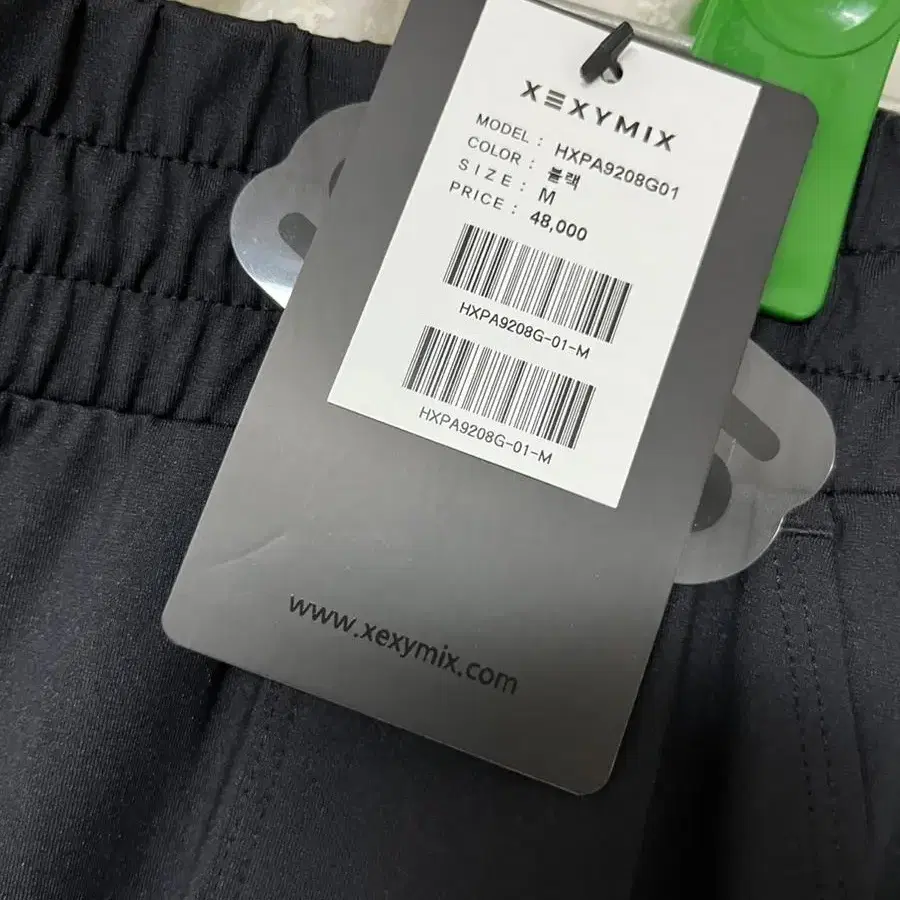 XEXYMIX
MODEL : HXPA9208G01
COLOR : 블랙
SIZE : M
PRICE : 48,000
HXPA9208G-01-M
HXPA9208G-01-M
www.xexymix.com